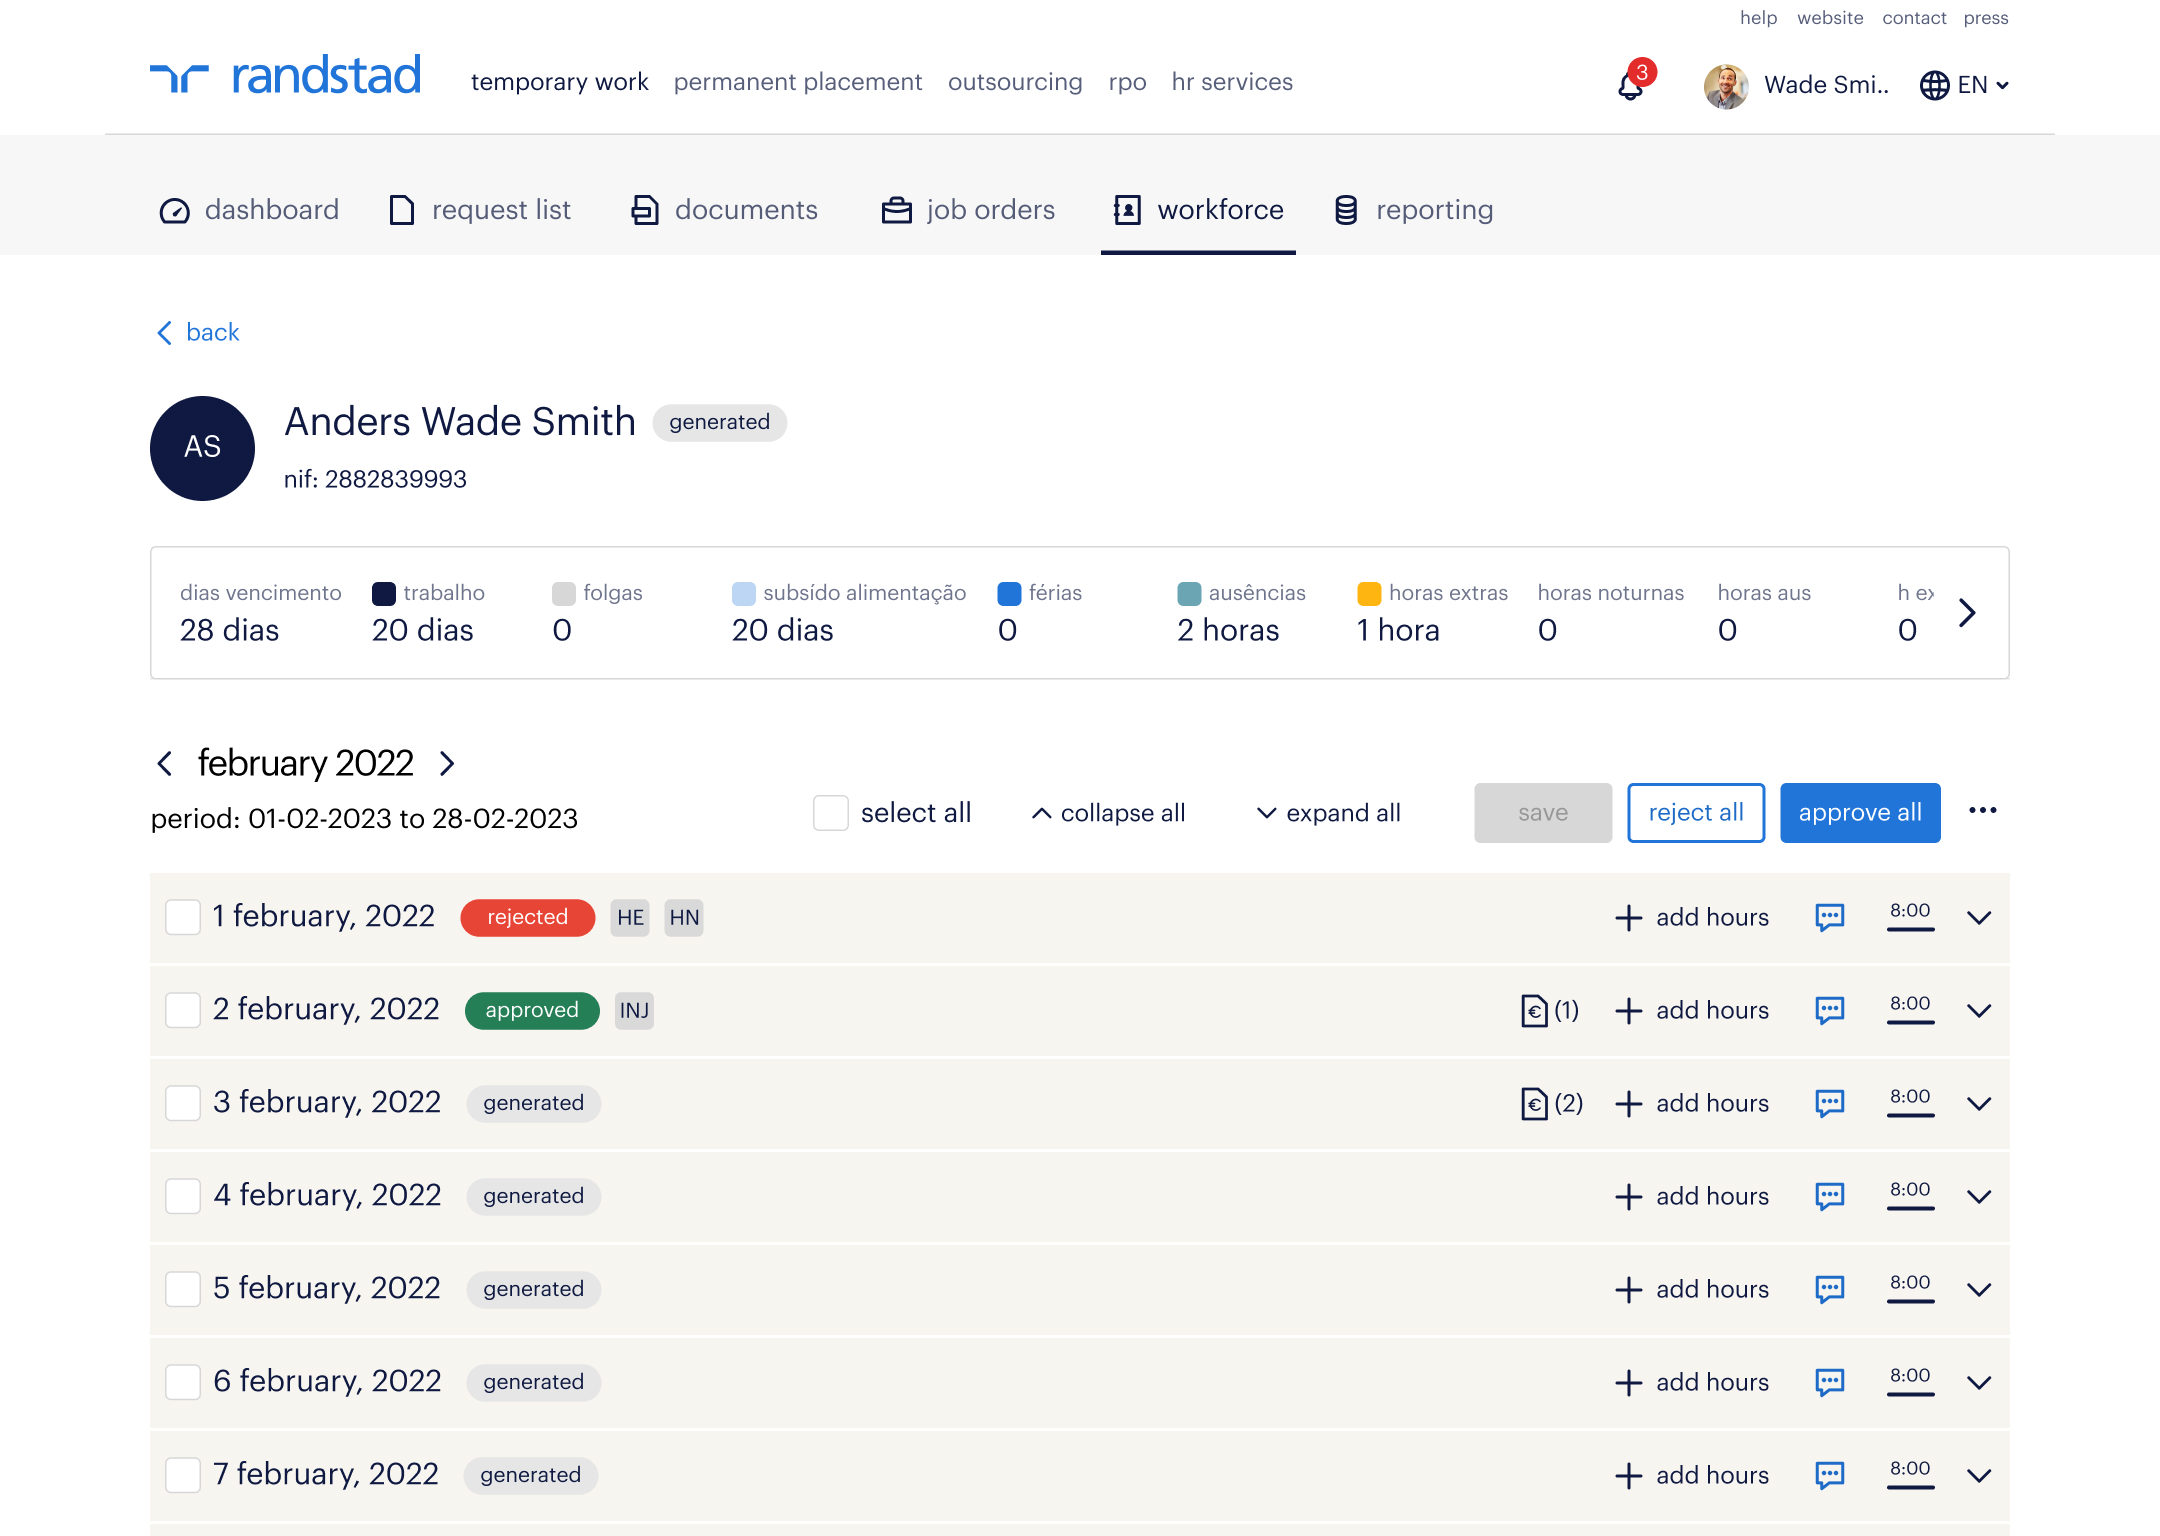 help website contact press
randstad temporary work permanent placement outsourcing rpo hr services 3 Wade Smi.. EN
dashboard request list documents job orders workforce reporting
back
AS
Anders Wade Smith generated
nif: 2882839993
dias vencimento trabalho folgas subsído alimentação férias ausências horas extras horas noturnas horas aus h ex
28 dias 20 dias 0 20 dias 0 2 horas 1 hora 0 0 0
february 2022
period: 01-02-2023 to 28-02-2023 select all collapse all expand all save reject all approve all
1 february, 2022 rejected HE HN add hours 8:00
2 february, 2022 approved INJ (1) add hours 8:00
3 february, 2022 generated (2) add hours 8:00
4 february, 2022 generated add hours 8:00
5 february, 2022 generated add hours 8:00
6 february, 2022 generated add hours 8:00
7 february, 2022 generated add hours 8:00